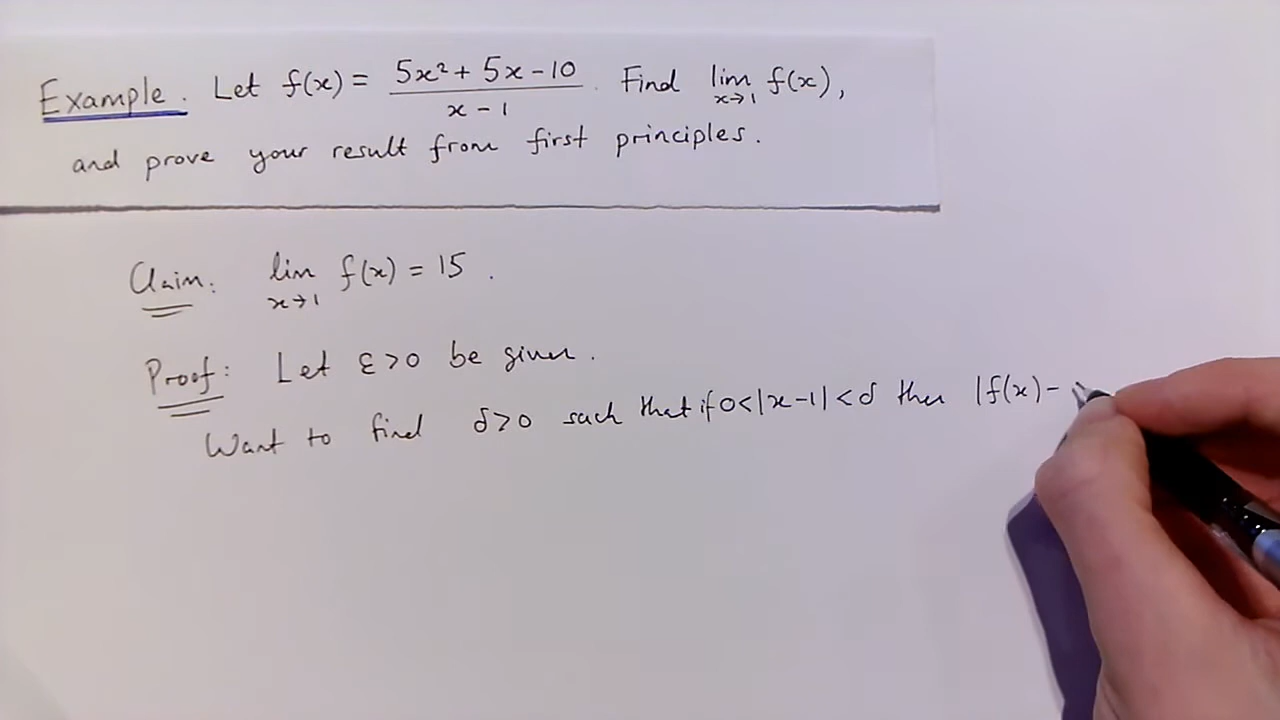 Example. Let f(x) = (5x² + 5x - 10)/(x - 1). Find lim x→1 f(x),
and prove your result from first principles.
Claim: lim x→1 f(x) = 15.
Proof: Let ε>0 be given.
Want to find δ>0 such that if 0<|x-1|<δ then |f(x)-